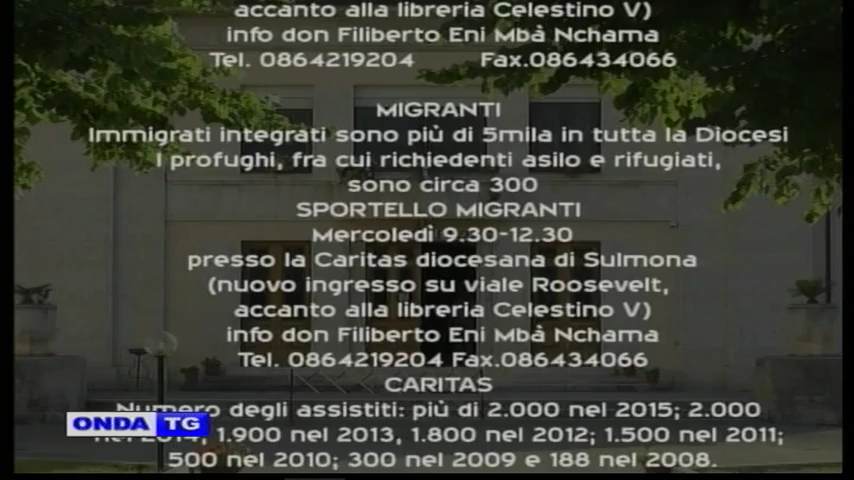 accanto alla libreria Celestino V)
info don Filiberto Eni Mbà Nchama
Tel. 0864219204 Fax.086434066
MIGRANTI
Immigrati integrati sono più di 5mila in tutta la Diocesi
I profughi, fra cui richiedenti asilo e rifugiati,
sono circa 300
SPORTELLO MIGRANTI
Mercoledì 9.30-12.30
presso la Caritas diocesana di Sulmona
(nuovo ingresso su viale Roosevelt,
accanto alla libreria Celestino V)
info don Filiberto Eni Mbà Nchama
Tel. 0864219204 Fax.086434066
CARITAS
Numero degli assistiti: più di 2.000 nel 2015; 2.000
nel 2014, 1.900 nel 2013, 1.800 nel 2012; 1.500 nel 2011;
500 nel 2010; 300 nel 2009 e 188 nel 2008.
ONDA TG